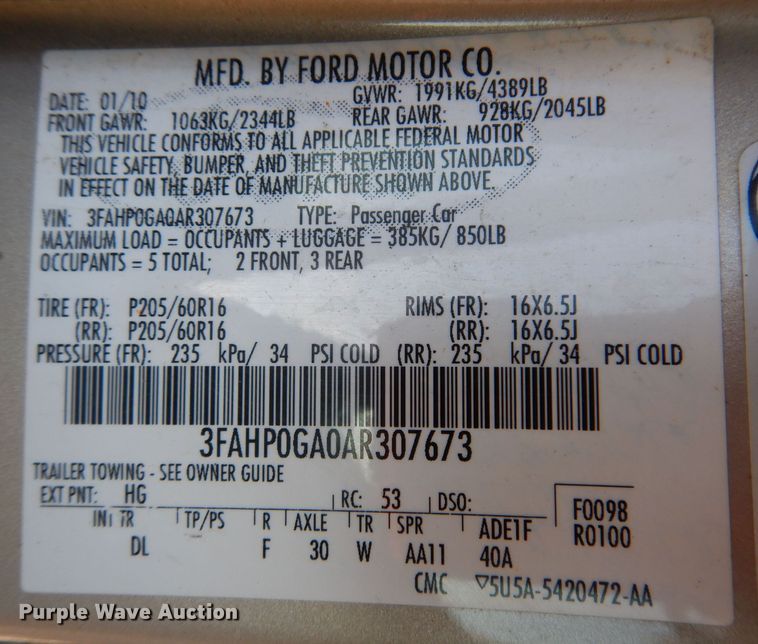 MFD. BY FORD MOTOR CO.
DATE: 01/10 GVWR: 1991KG/4389LB
FRONT GAWR: 1063KG/2344LB REAR GAWR: 928KG/2045LB
THIS VEHICLE CONFORMS TO ALL APPLICABLE FEDERAL MOTOR
VEHICLE SAFETY, BUMPER, AND THEFT PREVENTION STANDARDS
IN EFFECT ON THE DATE OF MANUFACTURE SHOWN ABOVE.
VIN: 3FAHP0GA0AR307673 TYPE: Passenger Car
MAXIMUM LOAD = OCCUPANTS + LUGGAGE = 385KG/ 850LB
OCCUPANTS = 5 TOTAL; 2 FRONT, 3 REAR
TIRE (FR): P205/60R16 RIMS (FR): 16X6.5J
(RR): P205/60R16 (RR): 16X6.5J
PRESSURE (FR): 235 kPa/ 34 PSI COLD (RR): 235 kPa/ 34 PSI COLD
3FAHP0GA0AR307673
TRAILER TOWING - SEE OWNER GUIDE
EXT PNT: HG RC: 53 DSO: F0098
INT TR TP/PS R AXLE TR SPR ADE1F R0100
DL F 30 W AA11 40A
CMC ▽5U5A-5420472-AA
Purple Wave Auction